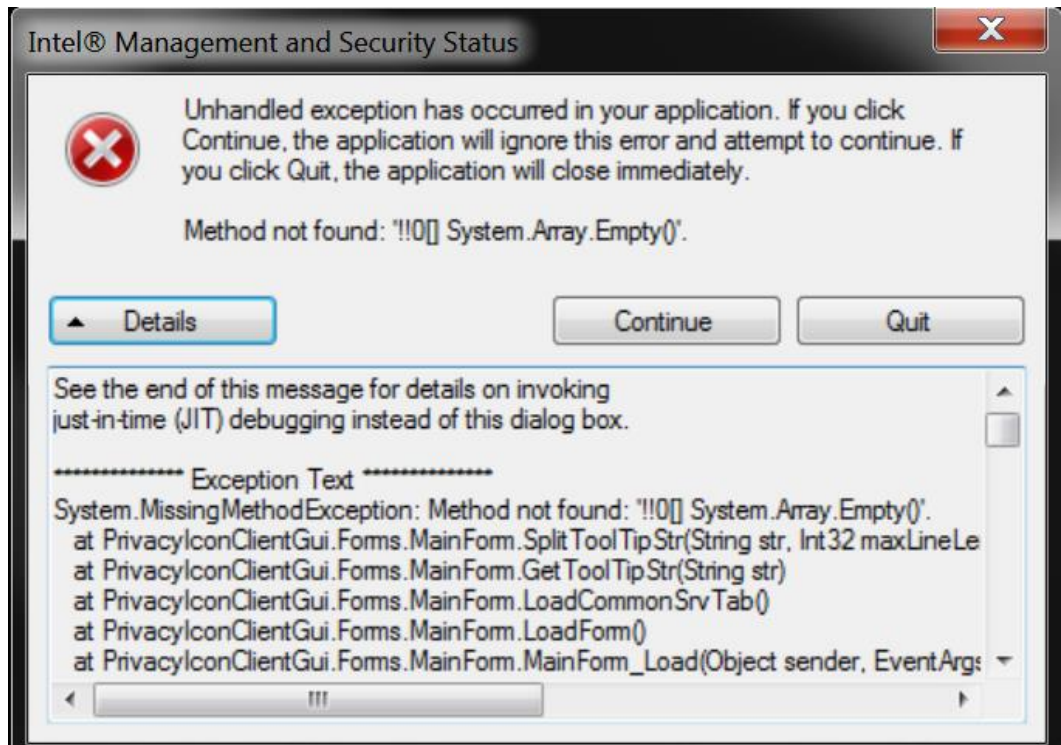 Intel® Management and Security Status
Unhandled exception has occurred in your application. If you click
Continue, the application will ignore this error and attempt to continue. If
you click Quit, the application will close immediately.
Method not found: '!!0[] System.Array.Empty()'.
Details
Continue
Quit
See the end of this message for details on invoking
just-in-time (JIT) debugging instead of this dialog box.
************** Exception Text **************
System.MissingMethodException: Method not found: '!!0[] System.Array.Empty()'.
at PrivacyIconClientGui.Forms.MainForm.SplitToolTipStr(String str, Int32 maxLineLe
at PrivacyIconClientGui.Forms.MainForm.GetToolTipStr(String str)
at PrivacyIconClientGui.Forms.MainForm.LoadCommonSrvTab()
at PrivacyIconClientGui.Forms.MainForm.LoadForm()
at PrivacyIconClientGui.Forms.MainForm.MainForm_Load(Object sender, EventArgs